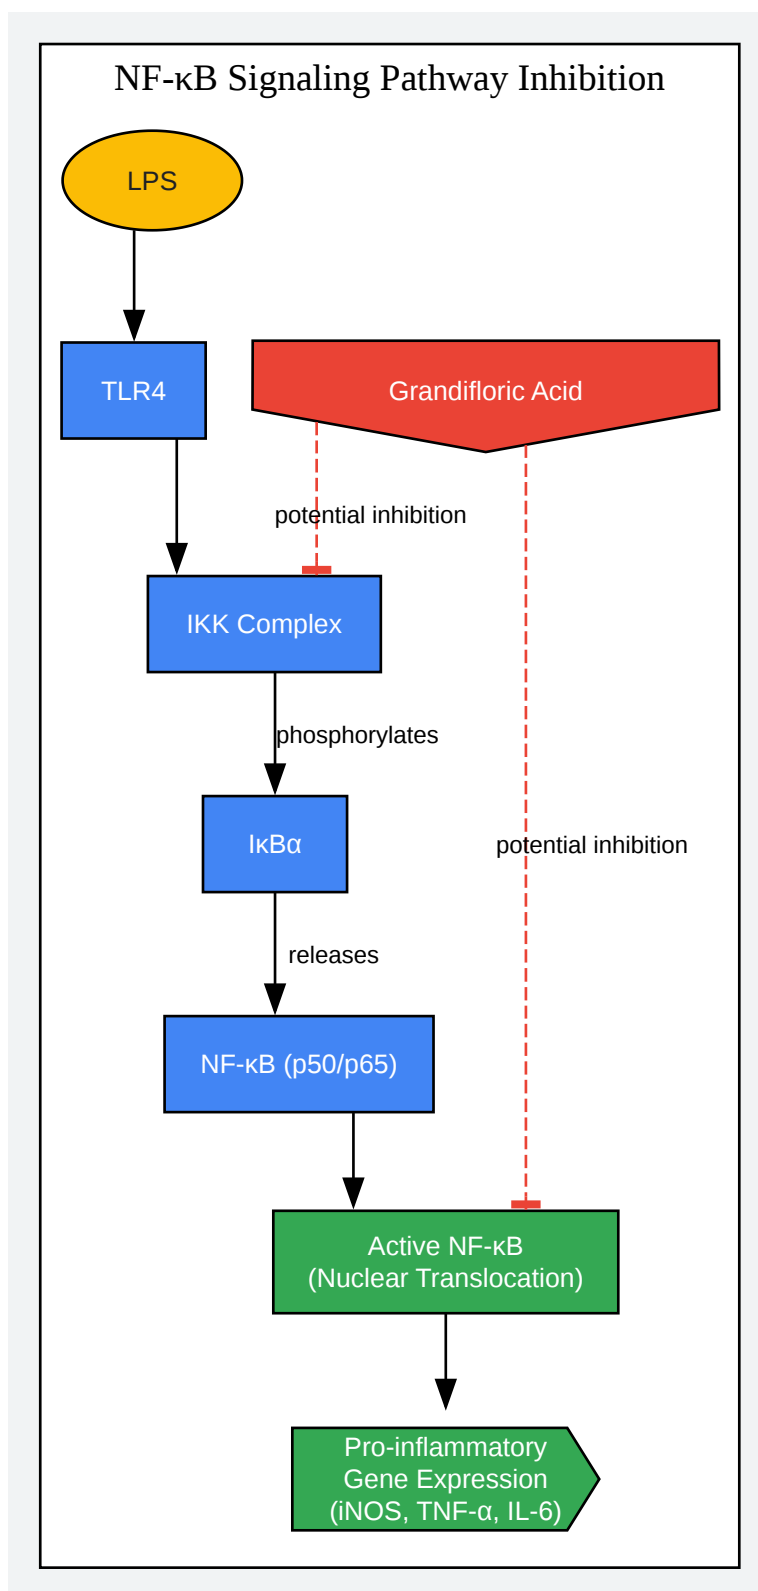 NF-κB Signaling Pathway Inhibition
LPS
TLR4
Grandifloric Acid
potential inhibition
IKK Complex
phosphorylates
IκBα
potential inhibition
releases
NF-κB (p50/p65)
Active NF-κB
(Nuclear Translocation)
Pro-inflammatory
Gene Expression
(iNOS, TNF-α, IL-6)